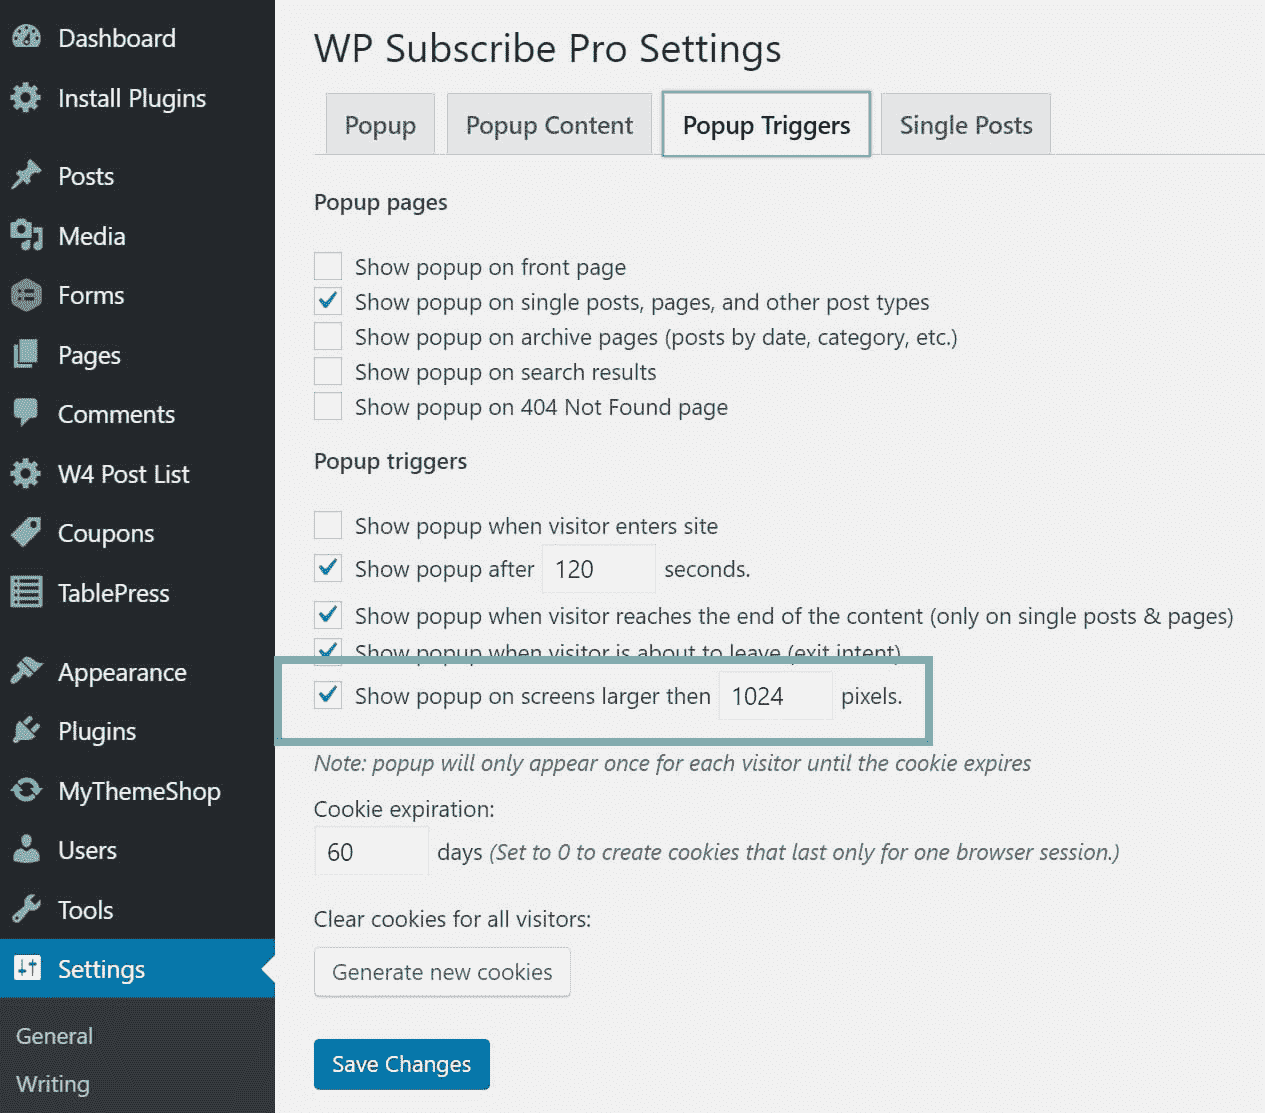 Dashboard
Install Plugins
Posts
Media
Forms
Pages
Comments
W4 Post List
Coupons
TablePress
Appearance
Plugins
MyThemeShop
Users
Tools
Settings
General
Writing
WP Subscribe Pro Settings
Popup
Popup Content
Popup Triggers
Single Posts
Popup pages
Show popup on front page
Show popup on single posts, pages, and other post types
Show popup on archive pages (posts by date, category, etc.)
Show popup on search results
Show popup on 404 Not Found page
Popup triggers
Show popup when visitor enters site
Show popup after 120 seconds.
Show popup when visitor reaches the end of the content (only on single posts & pages)
Show popup when visitor is about to leave (exit intent)
Show popup on screens larger then 1024 pixels.
Note: popup will only appear once for each visitor until the cookie expires
Cookie expiration:
60 days (Set to 0 to create cookies that last only for one browser session.)
Clear cookies for all visitors:
Generate new cookies
Save Changes